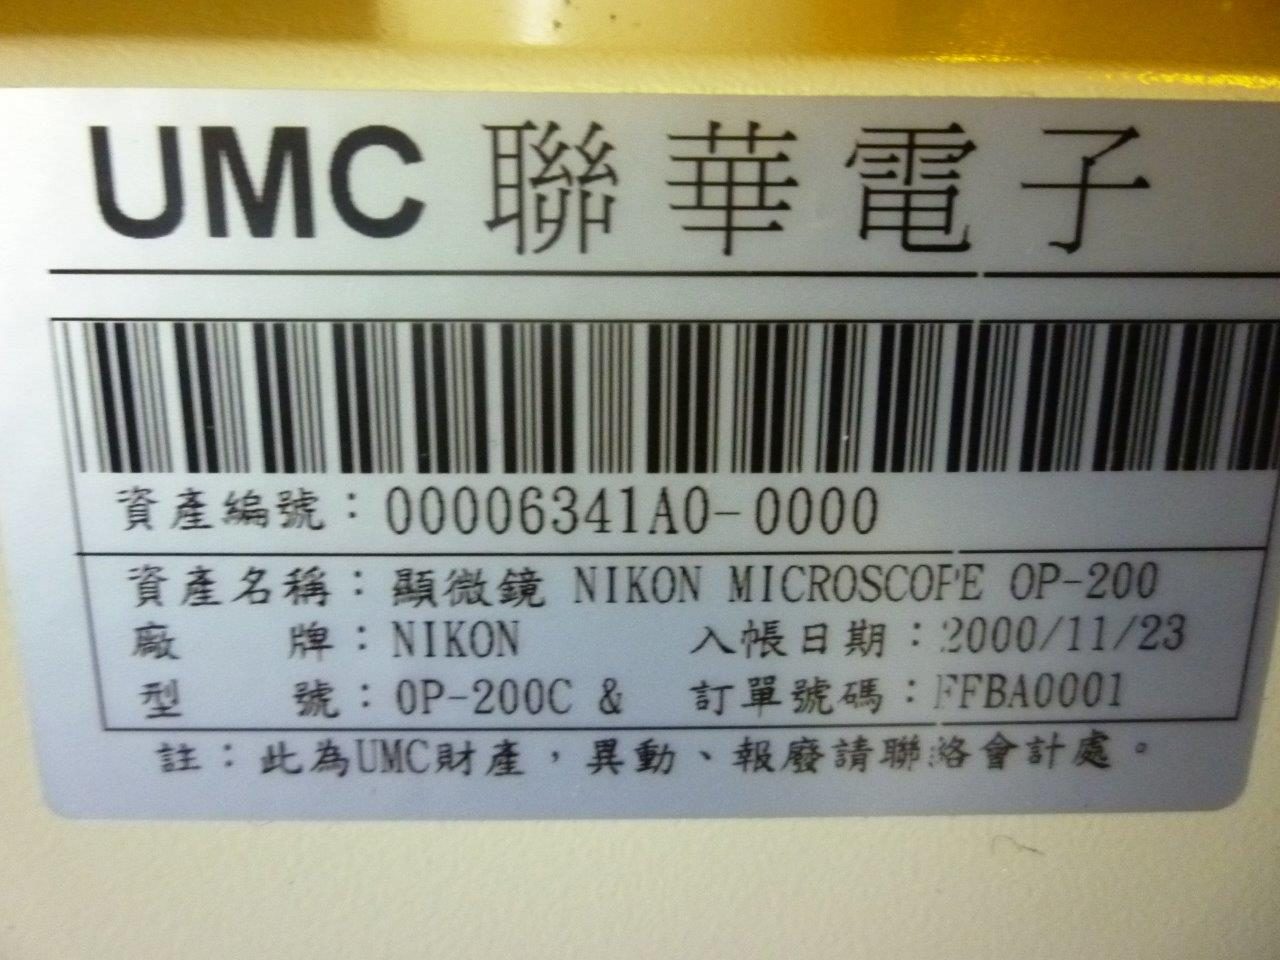 UMC 聯華電子
資產編號：00006341A0-0000
資產名稱：顯微鏡 NIKON MICROSCOPE OP-200
廠 牌：NIKON 入帳日期：2000/11/23
型 號：OP-200C & 訂單號碼：FFBA0001
註：此為UMC財產，異動、報廢請聯絡會計處。